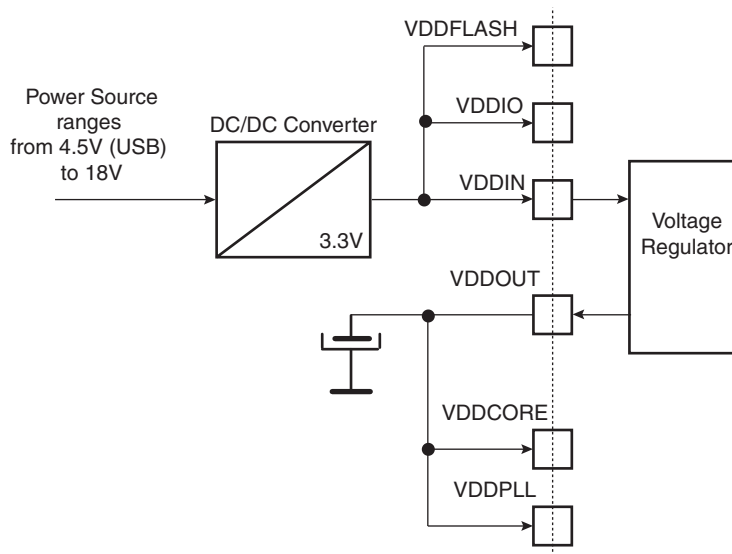 VDDFLASH
Power Source
ranges
from 4.5V (USB)
to 18V
DC/DC Converter
VDDIO
VDDIN
3.3V
Voltage
Regulator
VDDOUT
VDDCORE
VDDPLL